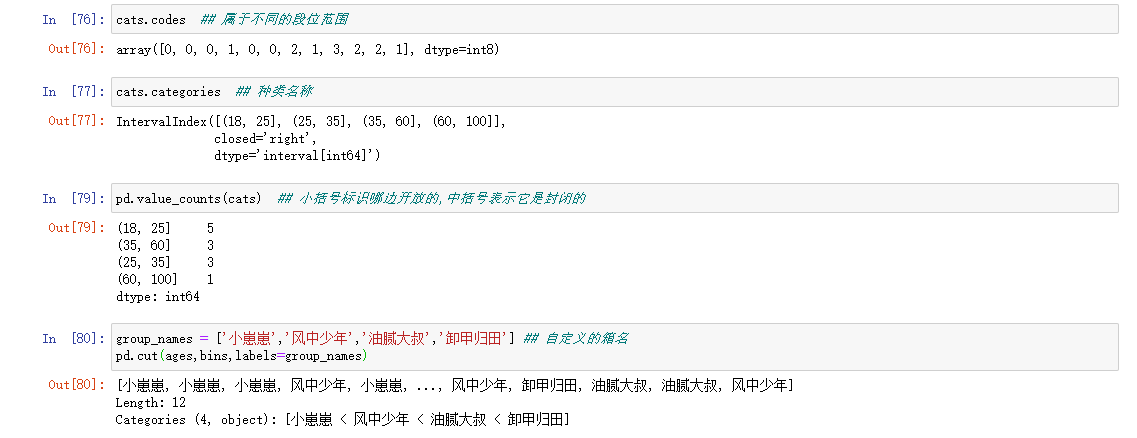 In [76]: cats.codes ## 属于不同的段位范围
Out[76]: array([0, 0, 0, 1, 0, 0, 2, 1, 3, 2, 2, 1], dtype=int8)
In [77]: cats.categories ## 种类名称
Out[77]: IntervalIndex([(18, 25], (25, 35], (35, 60], (60, 100]],
closed='right',
dtype='interval[int64]')
In [79]: pd.value_counts(cats) ## 小括号标识哪边开放的,中括号表示它是封闭的
Out[79]: (18, 25] 5
(35, 60] 3
(25, 35] 3
(60, 100] 1
dtype: int64
In [80]: group_names = ['小崽崽','风中少年','油腻大叔','卸甲归田'] ## 自定义的箱名
pd.cut(ages,bins,labels=group_names)
Out[80]: [小崽崽, 小崽崽, 小崽崽, 风中少年, 小崽崽, ..., 风中少年, 卸甲归田, 油腻大叔, 油腻大叔, 风中少年]
Length: 12
Categories (4, object): [小崽崽 < 风中少年 < 油腻大叔 < 卸甲归田]